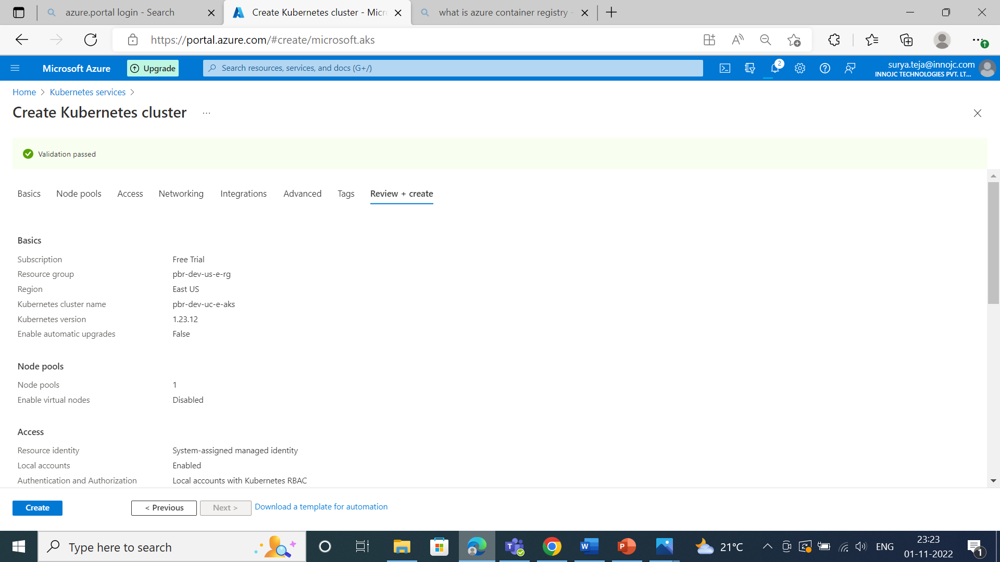 azure.portal login - Search
Create Kubernetes cluster - Micr
what is azure container registry -
https://portal.azure.com/#create/microsoft.aks
Microsoft Azure
Upgrade
Search resources, services, and docs (G+/)
2
surya.teja@innojc.com
INNOJC TECHNOLOGIES PVT. LT...
Home > Kubernetes services >
Create Kubernetes cluster ...
Validation passed
Basics Node pools Access Networking Integrations Advanced Tags Review + create
Basics
Subscription Free Trial
Resource group pbr-dev-us-e-rg
Region East US
Kubernetes cluster name pbr-dev-uc-e-aks
Kubernetes version 1.23.12
Enable automatic upgrades False
Node pools
Node pools 1
Enable virtual nodes Disabled
Access
Resource identity System-assigned managed identity
Local accounts Enabled
Authentication and Authorization Local accounts with Kubernetes RBAC
Create < Previous Next > Download a template for automation
Type here to search
21°C
ENG
23:23
01-11-2022
1